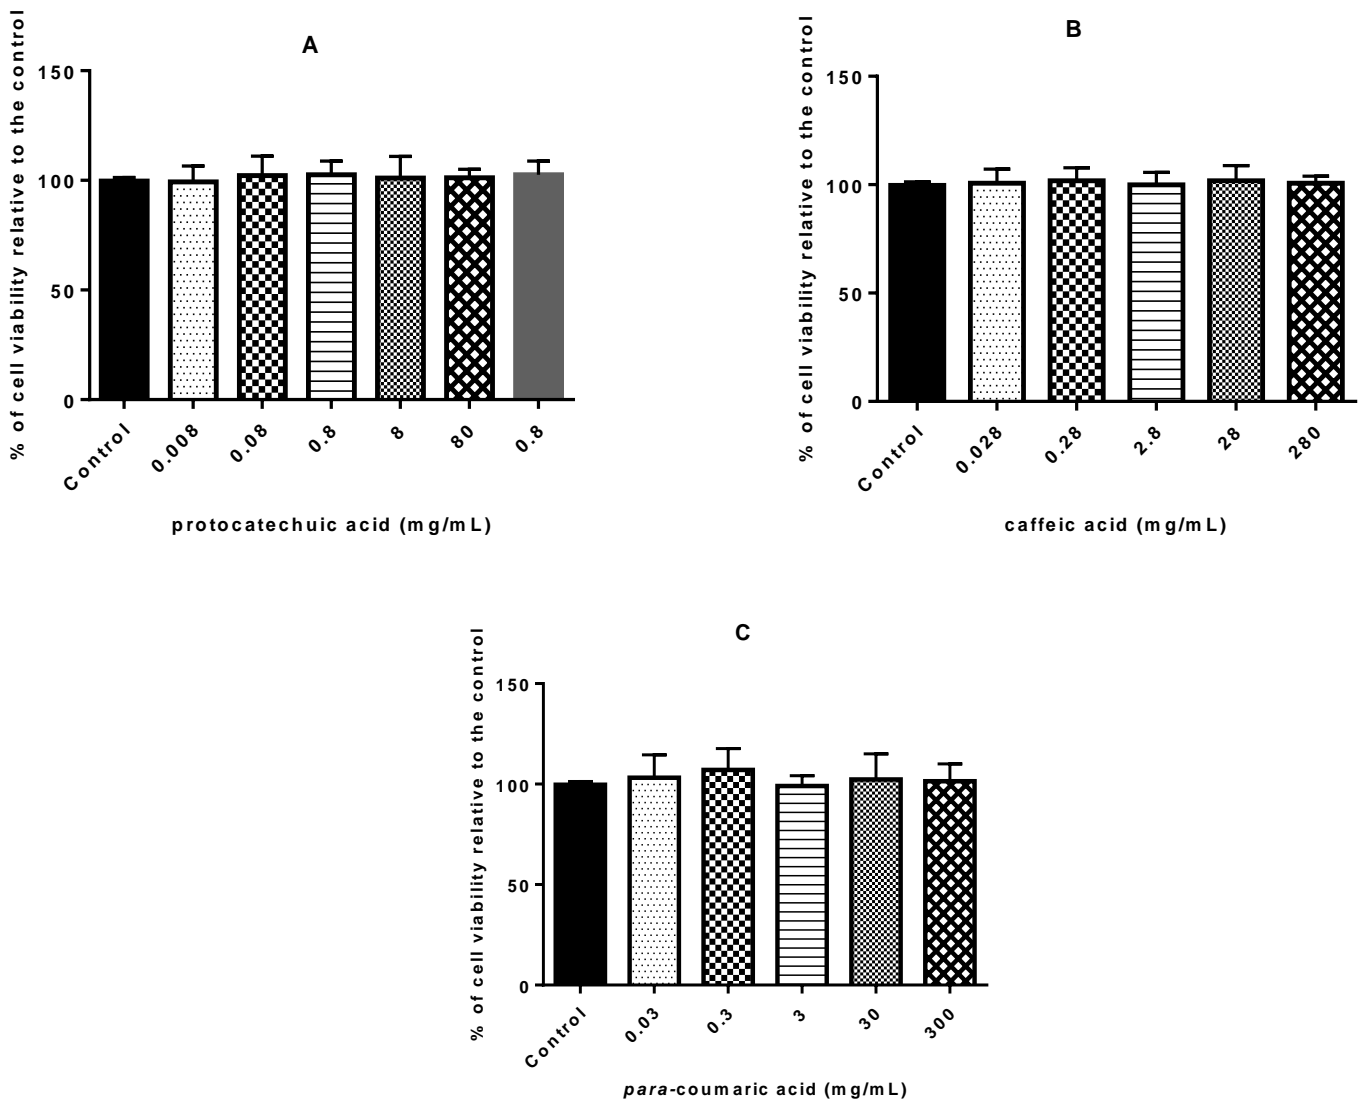 A
% of cell viability relative to the control
150
100
50
0
Control
0.008
0.08
0.8
8
80
0.8
protocatechuic acid (mg/mL)
B
% of cell viability relative to the control
150
100
50
0
Control
0.028
0.28
2.8
28
280
caffeic acid (mg/mL)
C
% of cell viability relative to the control
150
100
50
0
Control
0.03
0.3
3
30
300
para-coumaric acid (mg/mL)